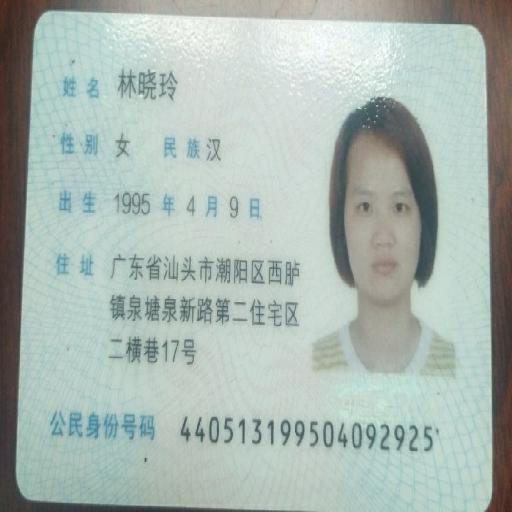 姓名 林晓玲
性别 女 民族 汉
出生 1995 年 4 月 9 日
住址 广东省汕头市潮阳区西胪
镇泉塘泉新路第二住宅区
二横巷17号
公民身份号码 440513199504092925